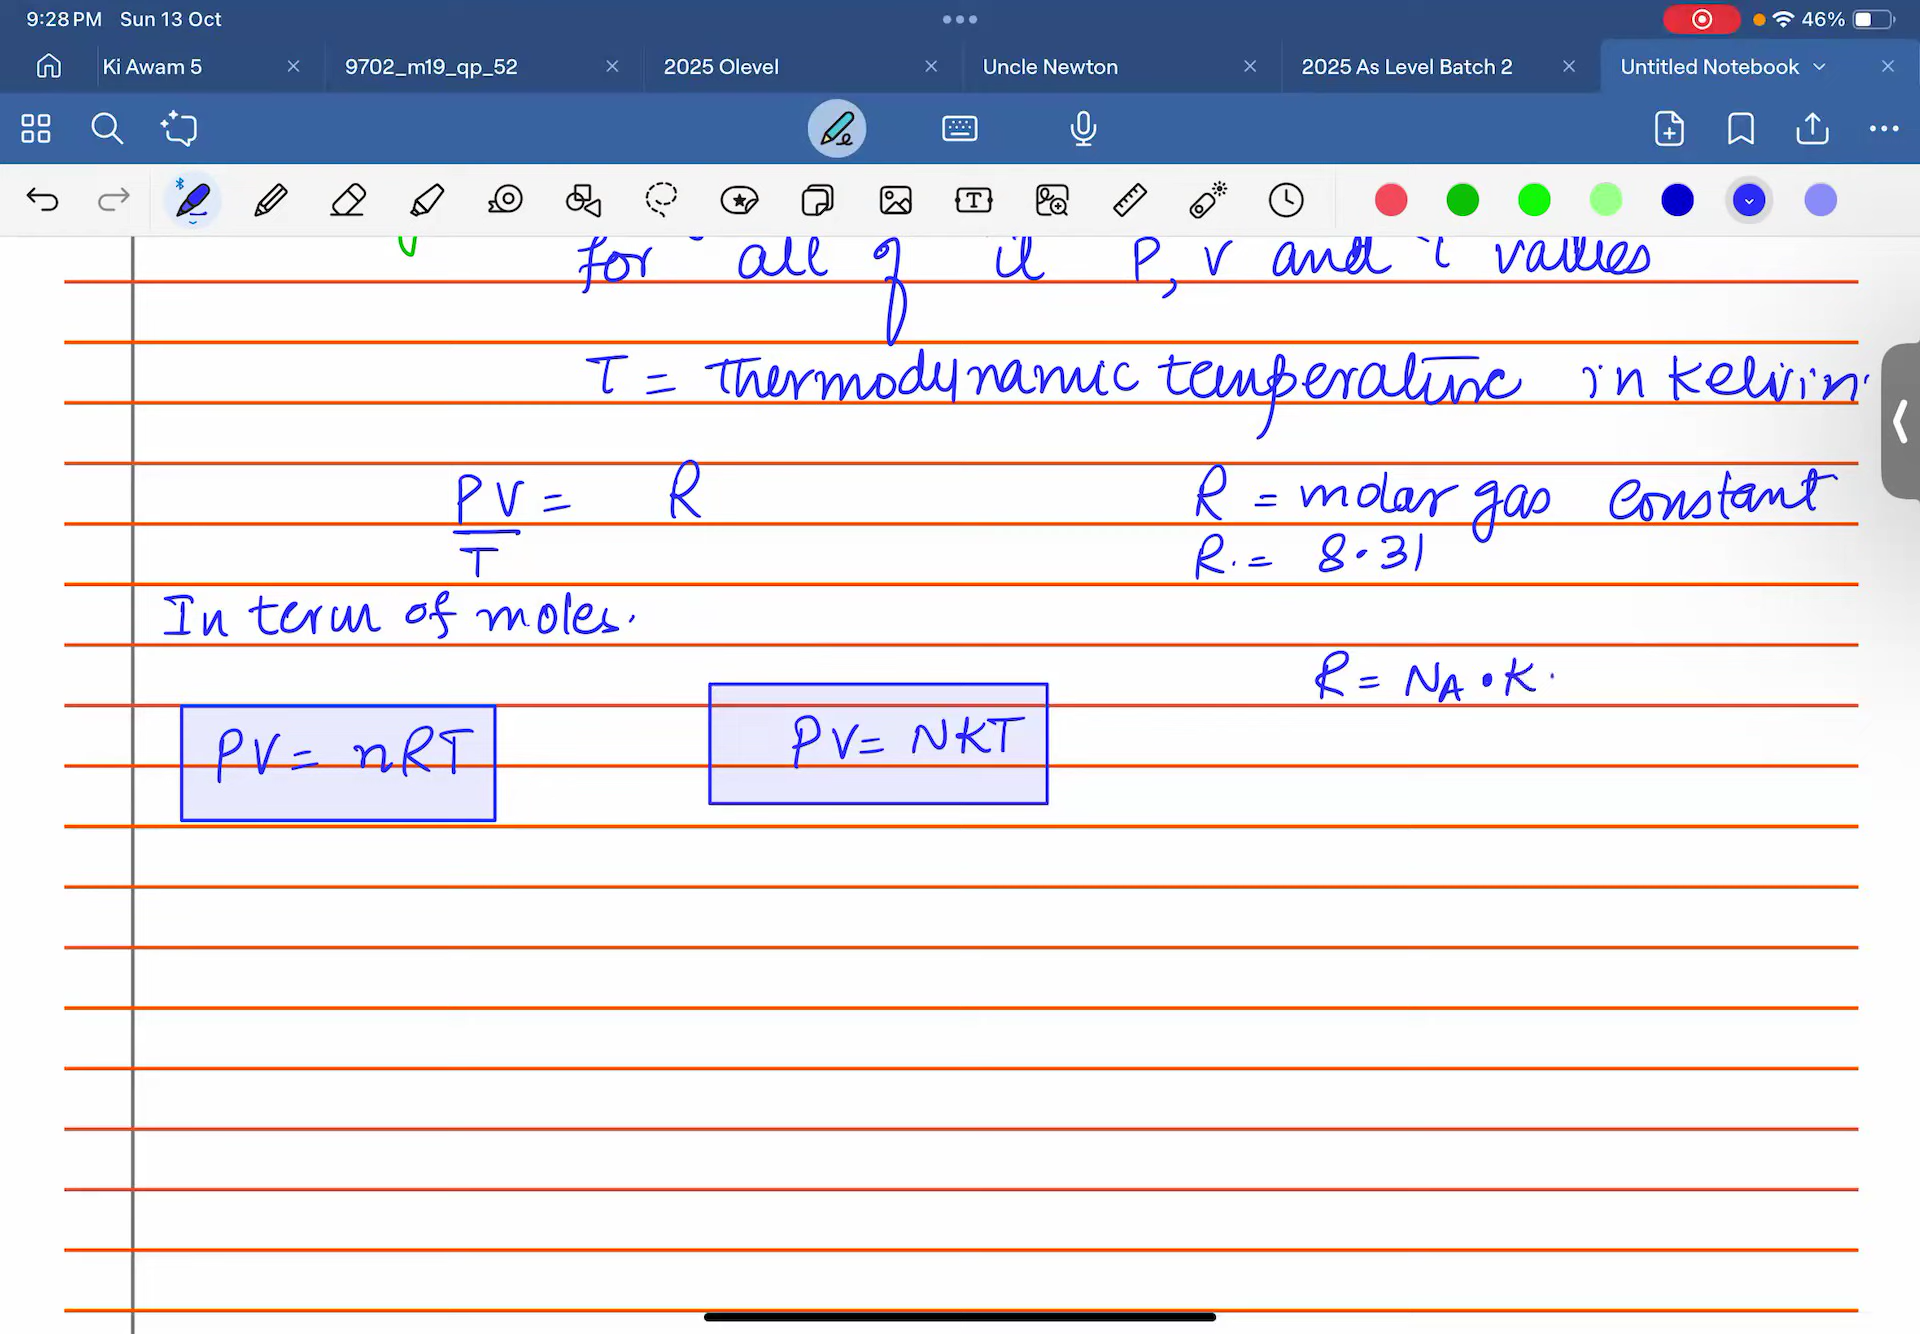 9:28 PM Sun 13 Oct 46%
Ki Awam 5 9702_m19_qp_52 2025 Olevel Uncle Newton 2025 As Level Batch 2 Untitled Notebook
for all of it P, V and T values
T = thermodynamic temperature in Kelvin.
PV/T = R R = molar gas constant
R. = 8.31
In term of moles.
R = NA • K.
PV = nRT PV = NKT